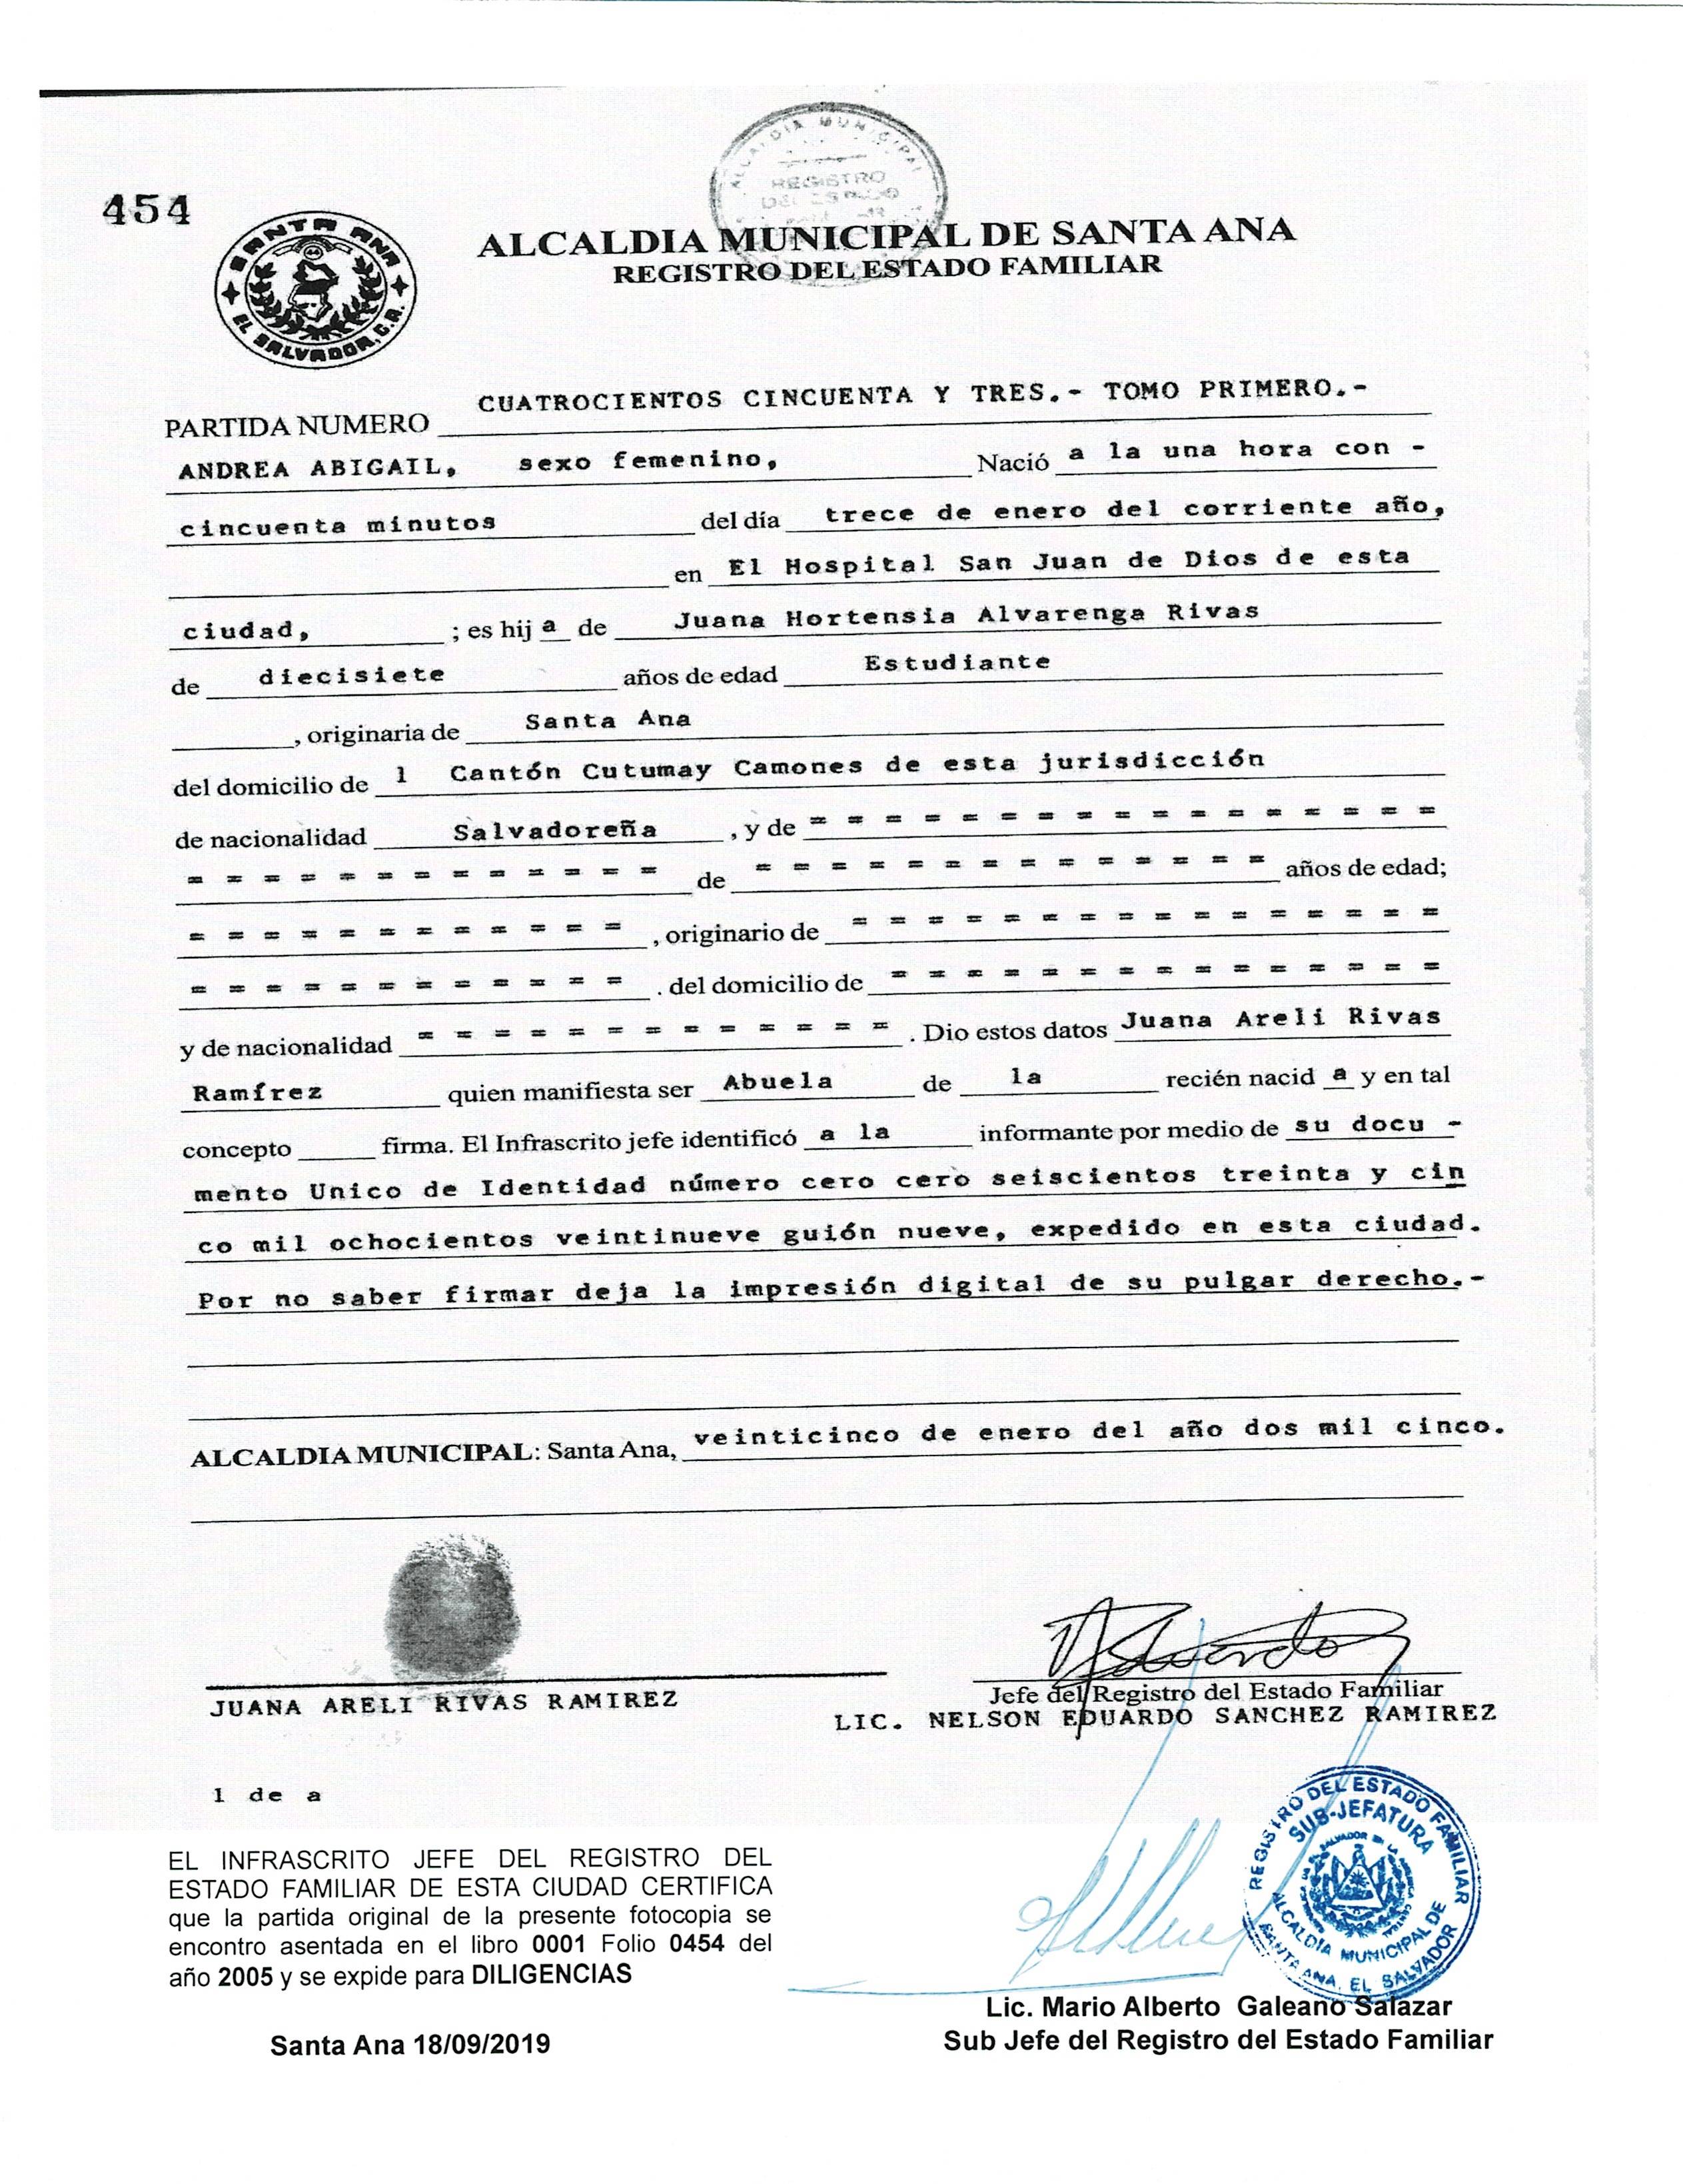 ALCALDIA MUNICIPAL
REGISTRO
454
SANTA ANA
EL SALVADOR, C.A.
ALCALDIA MUNICIPAL DE SANTA ANA
REGISTRO DEL ESTADO FAMILIAR
PARTIDA NUMERO CUATROCIENTOS CINCUENTA Y TRES.- TOMO PRIMERO.-
ANDREA ABIGAIL, sexo femenino, Nació a la una hora con -
cincuenta minutos del día trece de enero del corriente año,
en El Hospital San Juan de Dios de esta
ciudad, ; es hij a de Juana Hortensia Alvarenga Rivas
de diecisiete años de edad Estudiante
, originaria de Santa Ana
del domicilio de l Cantón Cutumay Camones de esta jurisdicción
de nacionalidad Salvadoreña , y de = = = = = = = = = = = = = = = = =
= = = = = = = = = = = = = de = = = = = = = = = = = = = = años de edad;
= = = = = = = = = = = = , originario de = = = = = = = = = = = = = = = =
= = = = = = = = = = = = . del domicilio de = = = = = = = = = = = = = = =
y de nacionalidad = = = = = = = = = = = = = . Dio estos datos Juana Areli Rivas
Ramírez quien manifiesta ser Abuela de la recién nacid a y en tal
concepto firma. El Infrascrito jefe identificó a la informante por medio de su docu -
mento Unico de Identidad número cero cero seiscientos treinta y cin
co mil ochocientos veintinueve guión nueve, expedido en esta ciudad.
Por no saber firmar deja la impresión digital de su pulgar derecho.-
ALCALDIA MUNICIPAL: Santa Ana, veinticinco de enero del año dos mil cinco.
JUANA ARELI RIVAS RAMIREZ
Jefe del Registro del Estado Familiar
LIC. NELSON EDUARDO SANCHEZ RAMIREZ
1 de a
EL INFRASCRITO JEFE DEL REGISTRO DEL
ESTADO FAMILIAR DE ESTA CIUDAD CERTIFICA
que la partida original de la presente fotocopia se
encontro asentada en el libro 0001 Folio 0454 del
año 2005 y se expide para DILIGENCIAS
Santa Ana 18/09/2019
REGISTRO DEL ESTADO FAMILIAR
SUB-JEFATURA
ALCALDIA MUNICIPAL DE
SANTA ANA, EL SALVADOR
Lic. Mario Alberto Galeano Salazar
Sub Jefe del Registro del Estado Familiar